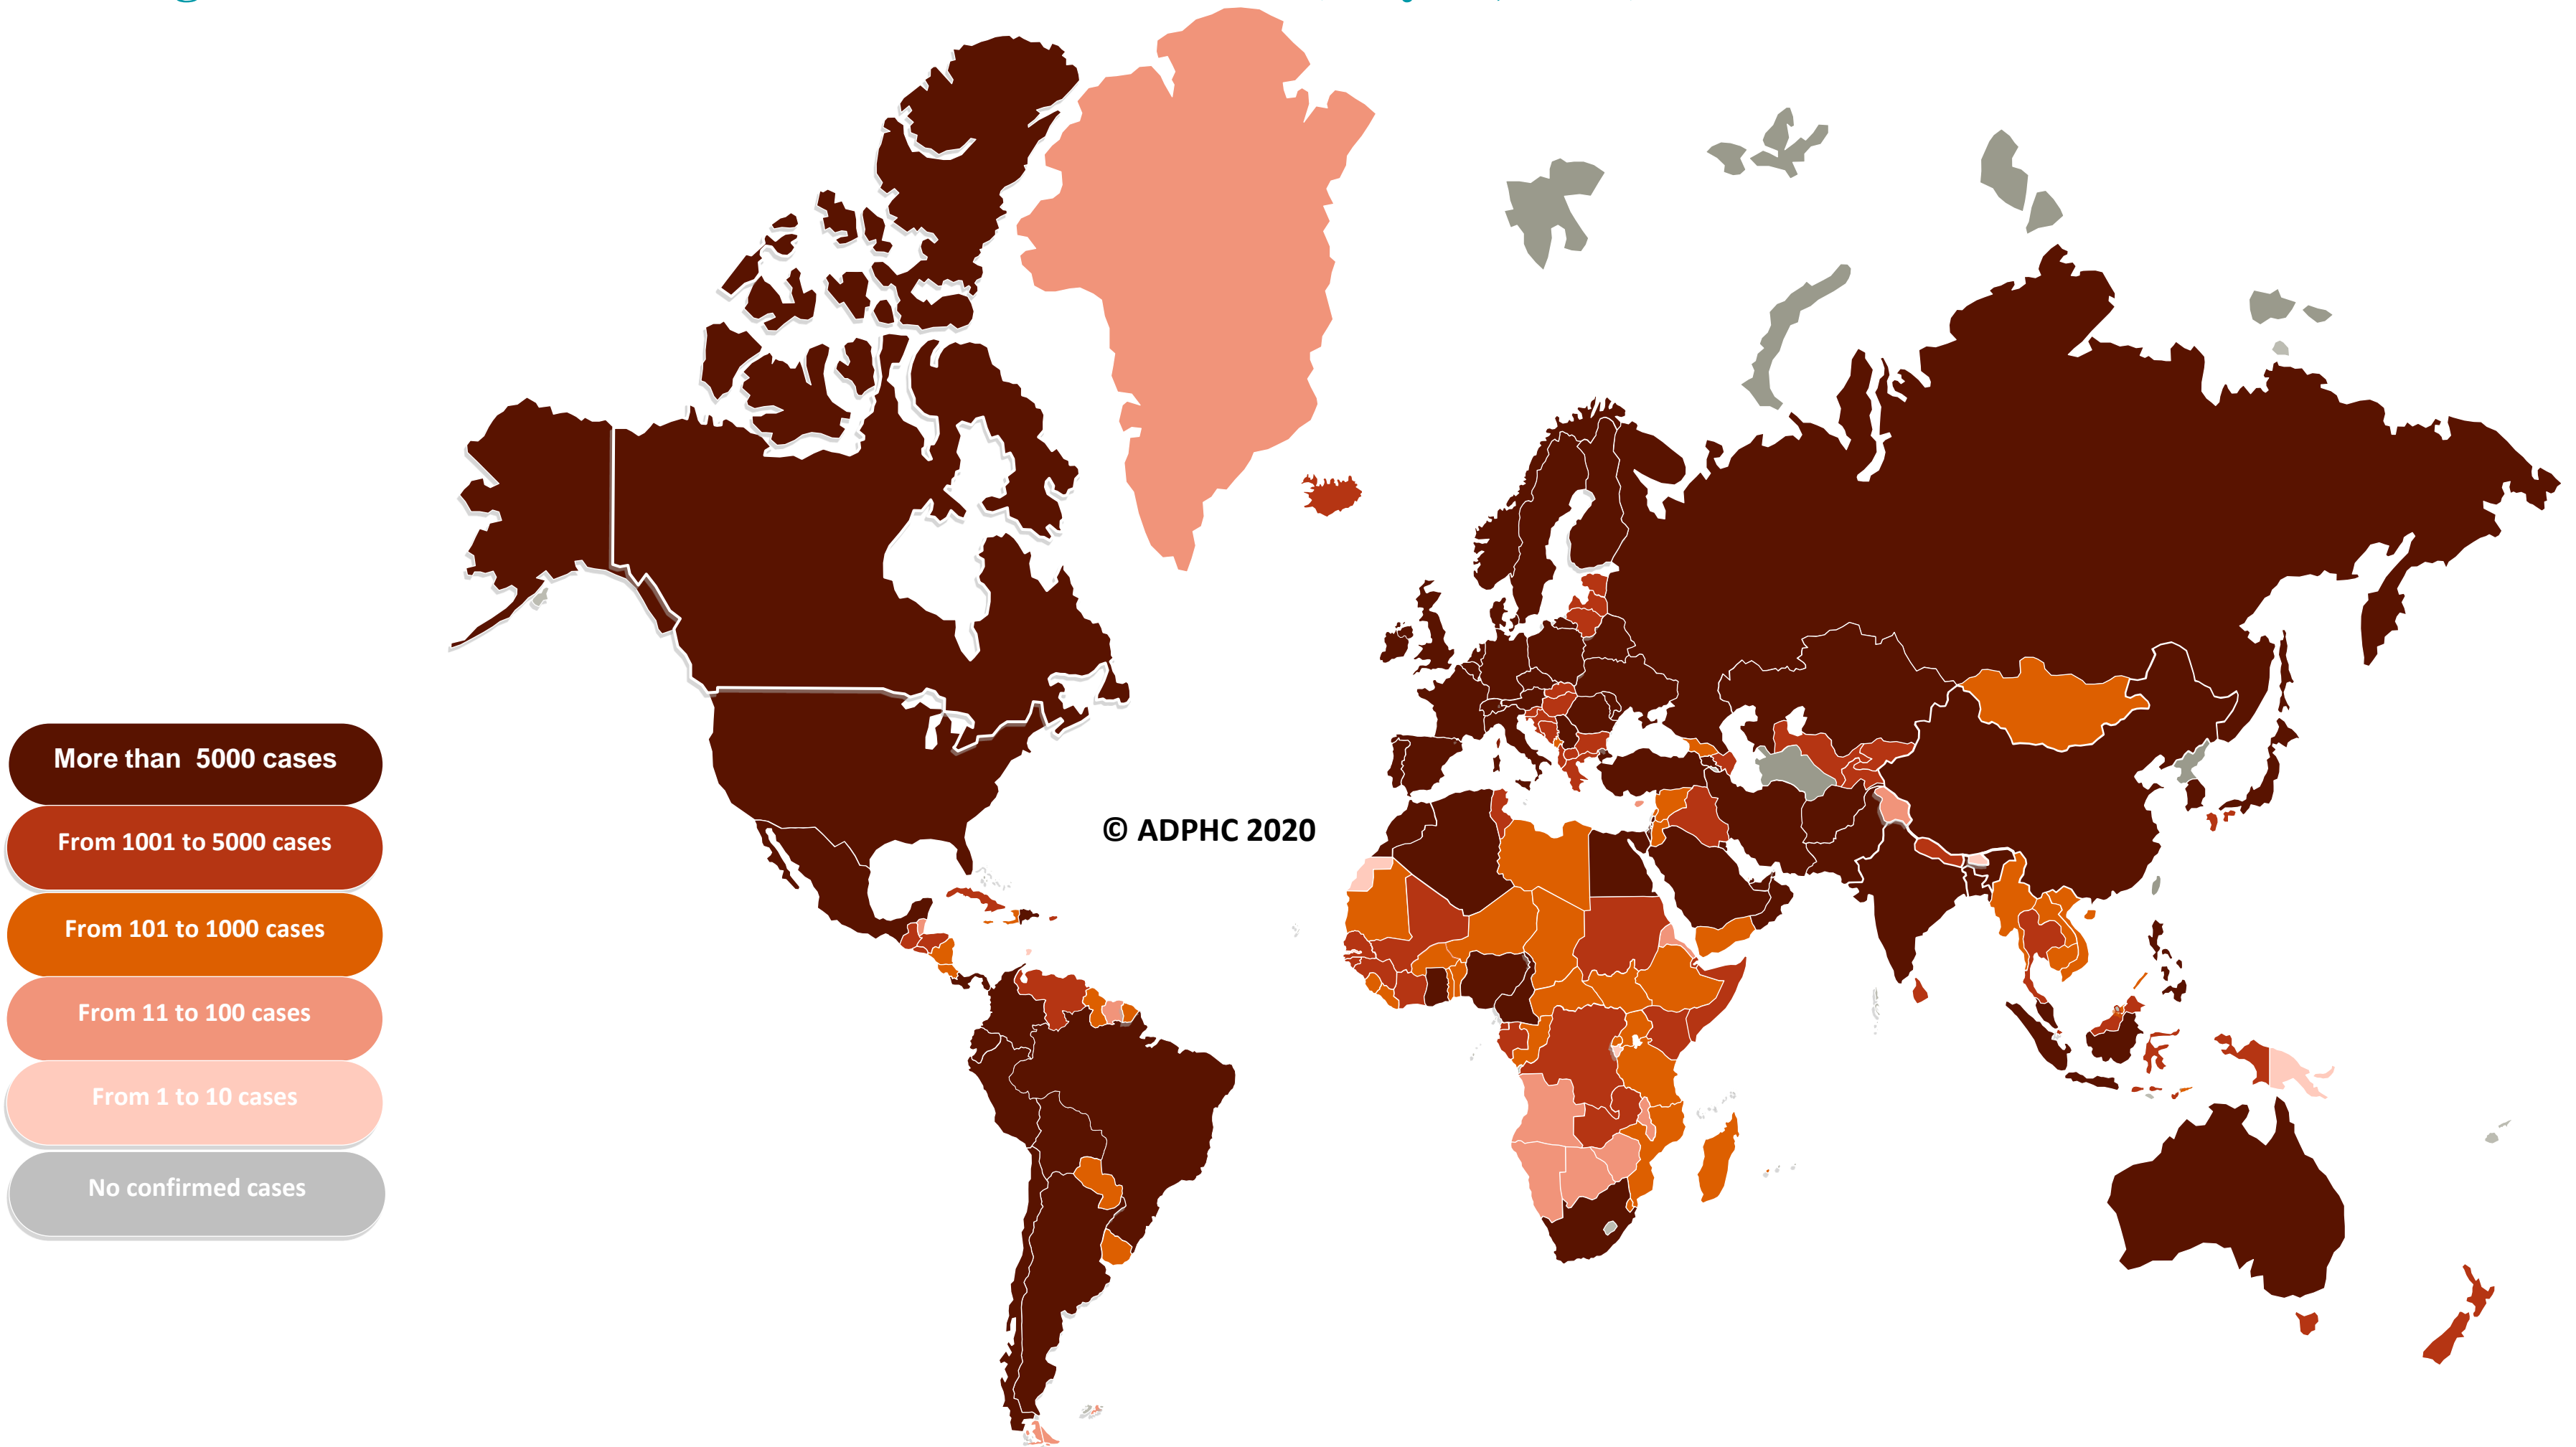 More than 5000 cases
From 1001 to 5000 cases
© ADPHC 2020
From 101 to 1000 cases
From 11 to 100 cases
From 1 to 10 cases
No confirmed cases